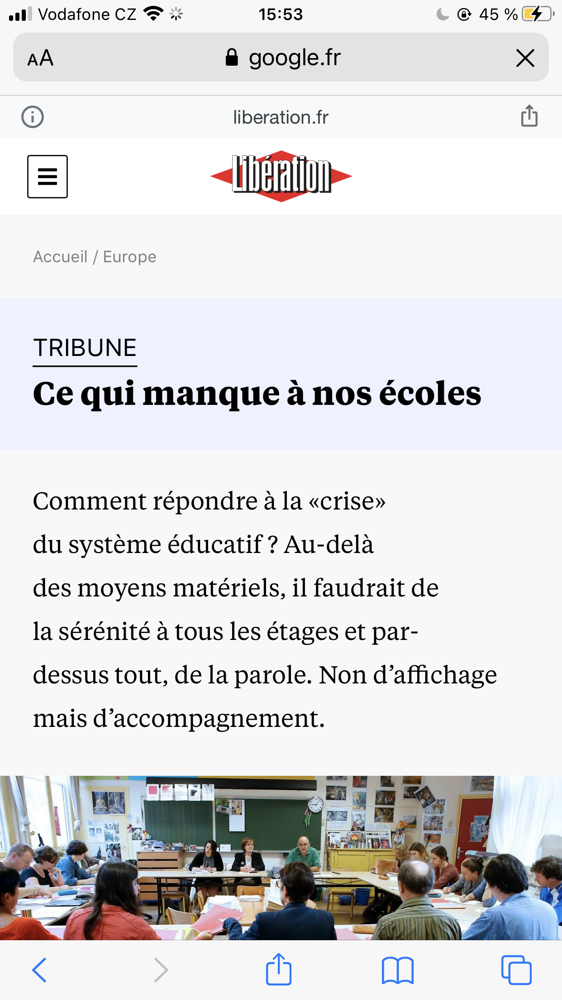 Vodafone CZ 15:53 45 %
AA google.fr
liberation.fr
Libération
Accueil / Europe
TRIBUNE
Ce qui manque à nos écoles
Comment répondre à la «crise»
du système éducatif ? Au-delà
des moyens matériels, il faudrait de
la sérénité à tous les étages et par-
dessus tout, de la parole. Non d’affichage
mais d’accompagnement.